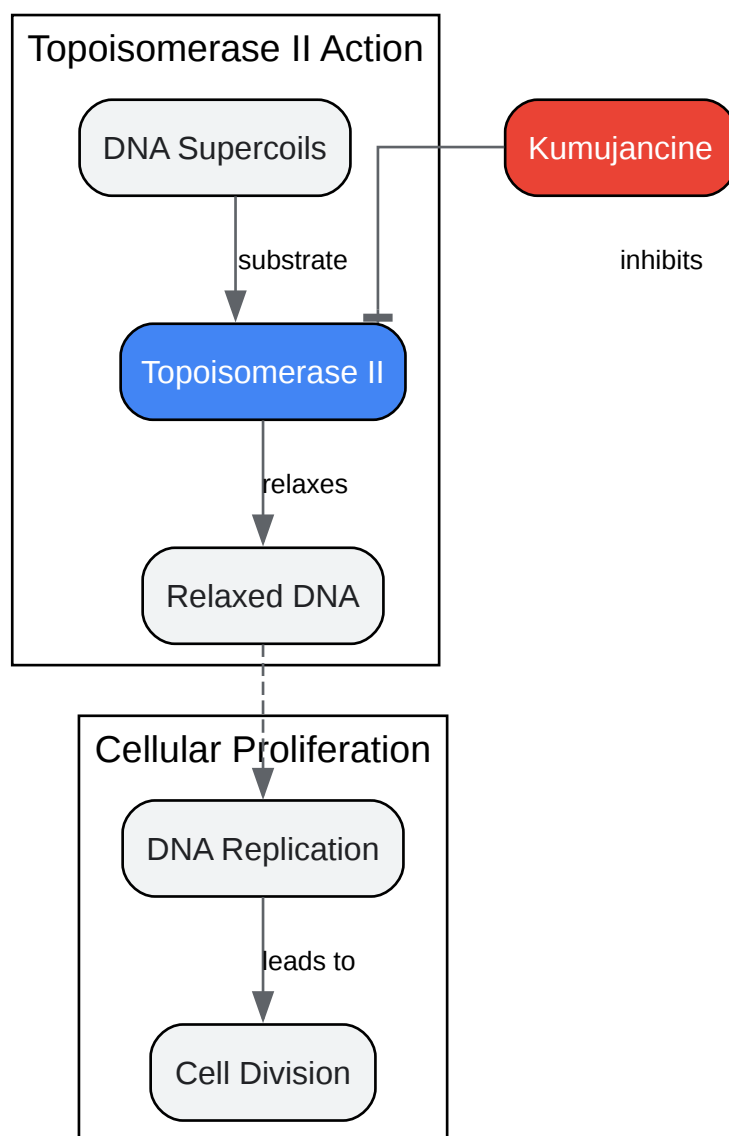 Topoisomerase II Action
DNA Supercoils
Kumujancine
substrate
inhibits
Topoisomerase II
relaxes
Relaxed DNA
Cellular Proliferation
DNA Replication
leads to
Cell Division